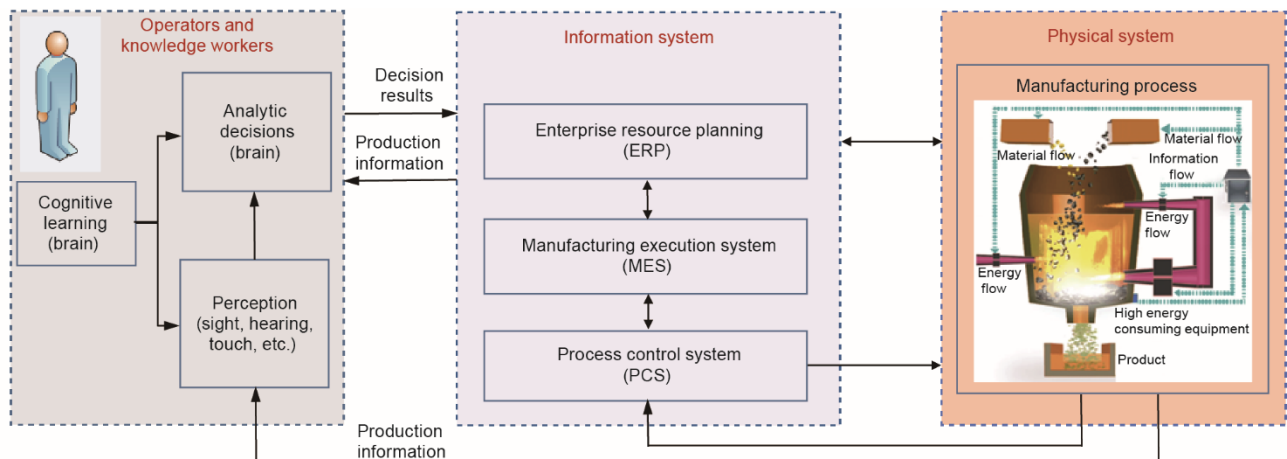 Operators and
knowledge workers
Analytic
decisions
(brain)
Cognitive
learning
(brain)
Perception
(sight, hearing,
touch, etc.)
Decision
results
Production
information
Production
information
Information system
Enterprise resource planning
(ERP)
Manufacturing execution system
(MES)
Process control system
(PCS)
Physical system
Manufacturing process
Material flow
Material flow
Information
flow
Energy
flow
Energy
flow
High energy
consuming equipment
Product